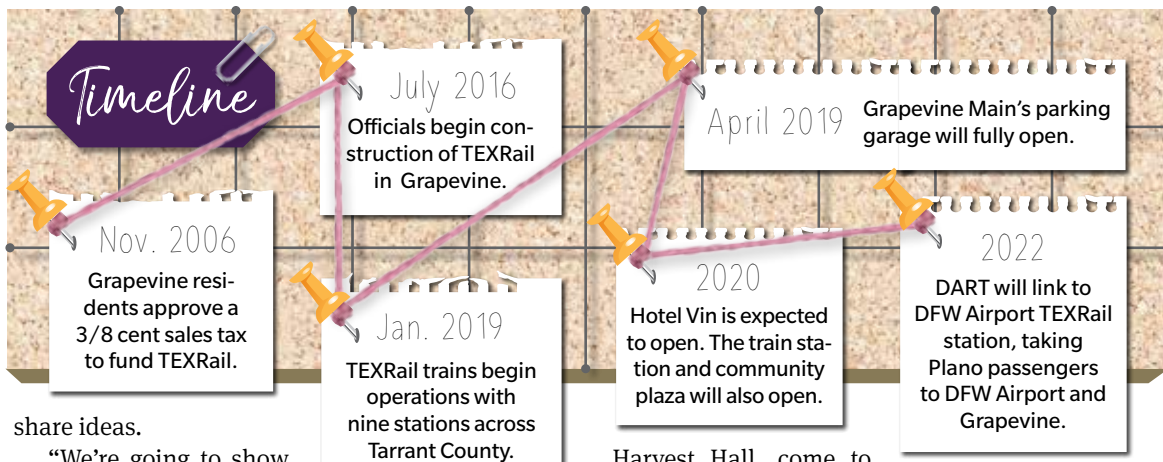 Timeline
Nov. 2006
Grapevine resi-
dents approve a
3/8 cent sales tax
to fund TEXRail.
July 2016
Officials begin con-
struction of TEXRail
in Grapevine.
Jan. 2019
TEXRail trains begin
operations with
nine stations across
Tarrant County.
April 2019
Grapevine Main's parking
garage will fully open.
2020
Hotel Vin is expected
to open. The train sta-
tion and community
plaza will also open.
2022
DART will link to
DFW Airport TEXRail
station, taking
Plano passengers
to DFW Airport and
Grapevine.
share ideas.
"We're going to show
Harvest Hall, come to